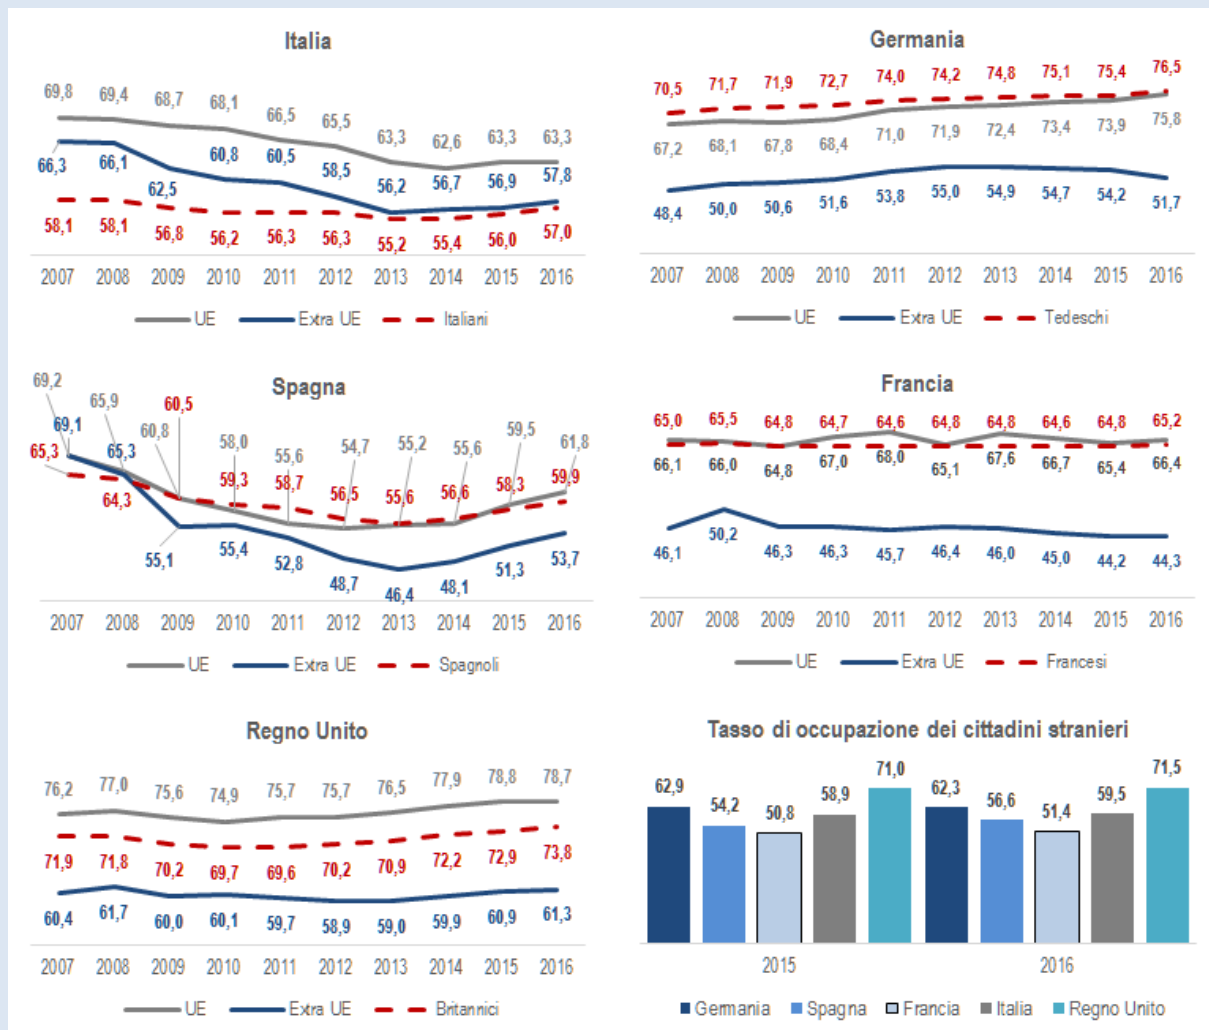 Italia
69,8 69,4 68,7 68,1 66,5 65,5 63,3 62,6 63,3 63,3
66,3 66,1 62,5 60,8 60,5 58,5 56,2 56,7 56,9 57,8
58,1 58,1 56,8 56,2 56,3 56,3 55,2 55,4 56,0 57,0
2007 2008 2009 2010 2011 2012 2013 2014 2015 2016
UE Extra UE Italiani
Germania
70,5 71,7 71,9 72,7 74,0 74,2 74,8 75,1 75,4 76,5
67,2 68,1 67,8 68,4 71,0 71,9 72,4 73,4 73,9 75,8
48,4 50,0 50,6 51,6 53,8 55,0 54,9 54,7 54,2 51,7
2007 2008 2009 2010 2011 2012 2013 2014 2015 2016
UE Extra UE Tedeschi
Spagna
69,2 65,9 60,8 58,0 55,6 54,7 55,2 55,6 59,5 61,8
65,3 64,3 60,5 59,3 58,7 56,5 55,6 56,6 58,3 59,9
69,1 65,3 55,1 55,4 52,8 48,7 46,4 48,1 51,3 53,7
2007 2008 2009 2010 2011 2012 2013 2014 2015 2016
UE Extra UE Spagnoli
Francia
65,0 65,5 64,8 64,7 64,6 64,8 64,8 64,6 64,8 65,2
66,1 66,0 64,8 67,0 68,0 65,1 67,6 66,7 65,4 66,4
46,1 50,2 46,3 46,3 45,7 46,4 46,0 45,0 44,2 44,3
2007 2008 2009 2010 2011 2012 2013 2014 2015 2016
UE Extra UE Francesi
Regno Unito
76,2 77,0 75,6 74,9 75,7 75,7 76,5 77,9 78,8 78,7
71,9 71,8 70,2 69,7 69,6 70,2 70,9 72,2 72,9 73,8
60,4 61,7 60,0 60,1 59,7 58,9 59,0 59,9 60,9 61,3
2007 2008 2009 2010 2011 2012 2013 2014 2015 2016
UE Extra UE Britannici
Tasso di occupazione dei cittadini stranieri
62,9 54,2 50,8 58,9 71,0 62,3 56,6 51,4 59,5 71,5
2015 2016
Germania Spagna Francia Italia Regno Unito